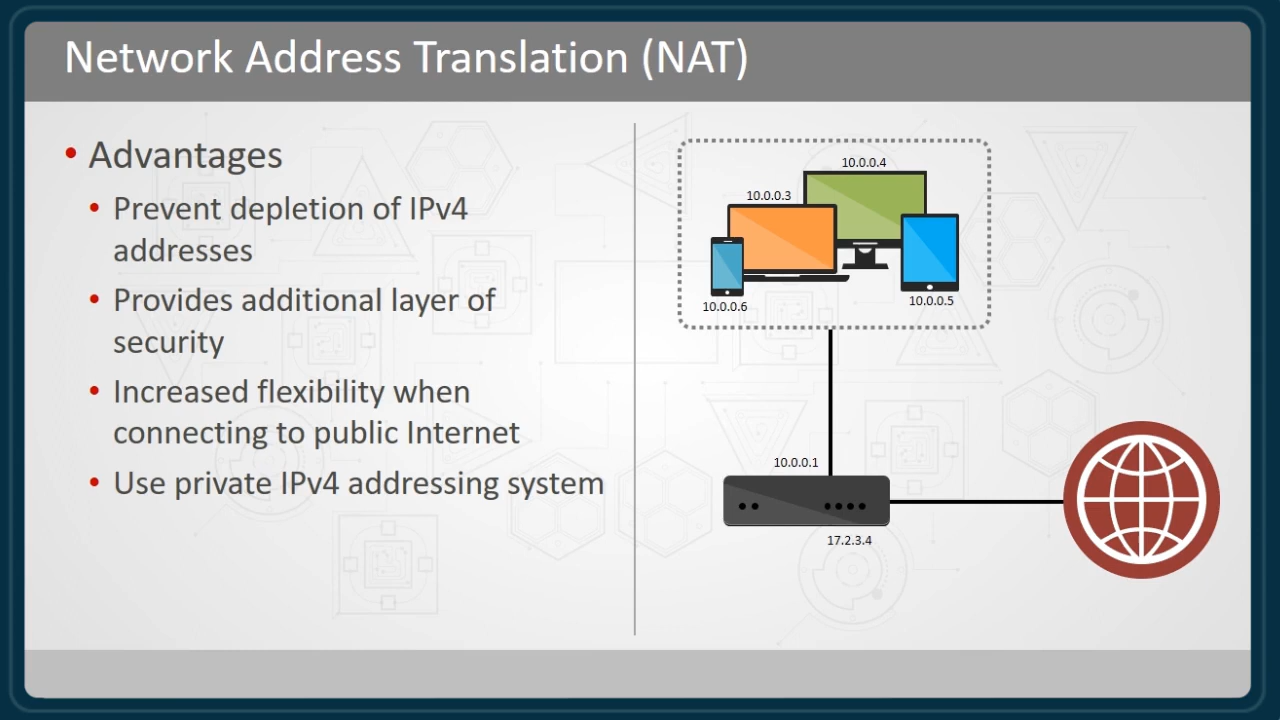 Network Address Translation (NAT)
• Advantages
• Prevent depletion of IPv4
addresses
• Provides additional layer of
security
• Increased flexibility when
connecting to public Internet
• Use private IPv4 addressing system
10.0.0.4
10.0.0.3
10.0.0.6
10.0.0.5
10.0.0.1
17.2.3.4